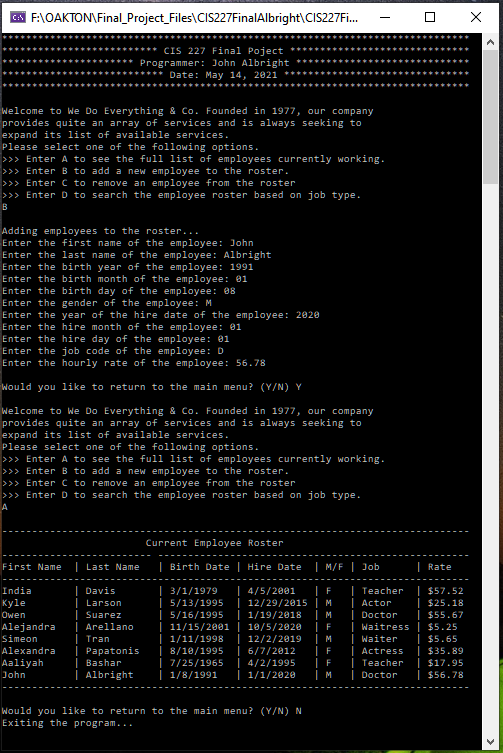 F:\OAKTON\Final_Project_Files\CIS227FinalAlbright\CIS227Fi...
****************************************************************************
************************** CIS 227 Final Poject ******************************
********************** Programmer: John Albright *****************************
*************************** Date: May 14, 2021 *******************************
****************************************************************************
Welcome to We Do Everything & Co. Founded in 1977, our company
provides quite an array of services and is always seeking to
expand its list of available services.
Please select one of the following options.
>>> Enter A to see the full list of employees currently working.
>>> Enter B to add a new employee to the roster.
>>> Enter C to remove an employee from the roster
>>> Enter D to search the employee roster based on job type.
B
Adding employees to the roster...
Enter the first name of the employee: John
Enter the last name of the employee: Albright
Enter the birth year of the employee: 1991
Enter the birth month of the employee: 01
Enter the birth day of the employee: 08
Enter the gender of the employee: M
Enter the year of the hire date of the employee: 2020
Enter the hire month of the employee: 01
Enter the hire day of the employee: 01
Enter the job code of the employee: D
Enter the hourly rate of the employee: 56.78
Would you like to return to the main menu? (Y/N) Y
Welcome to We Do Everything & Co. Founded in 1977, our company
provides quite an array of services and is always seeking to
expand its list of available services.
Please select one of the following options.
>>> Enter A to see the full list of employees currently working.
>>> Enter B to add a new employee to the roster.
>>> Enter C to remove an employee from the roster
>>> Enter D to search the employee roster based on job type.
A
------------------------------------------------------------------------------
Current Employee Roster
------------------------------------------------------------------------------
First Name | Last Name | Birth Date | Hire Date | M/F | Job | Rate
------------------------------------------------------------------------------
India | Davis | 3/1/1979 | 4/5/2001 | F | Teacher | $57.52
Kyle | Larson | 5/13/1995 | 12/29/2015 | M | Actor | $25.18
Owen | Suarez | 5/16/1995 | 1/19/2018 | M | Doctor | $55.67
Alejandra | Arellano | 11/15/2001 | 10/5/2020 | F | Waitress | $5.25
Simeon | Tran | 1/11/1998 | 12/2/2019 | M | Waiter | $5.65
Alexandra | Papatonis | 8/10/1995 | 6/7/2012 | F | Actress | $35.89
Aaliyah | Bashar | 7/25/1965 | 4/2/1995 | F | Teacher | $17.95
John | Albright | 1/8/1991 | 1/1/2020 | M | Doctor | $56.78
------------------------------------------------------------------------------
Would you like to return to the main menu? (Y/N) N
Exiting the program...